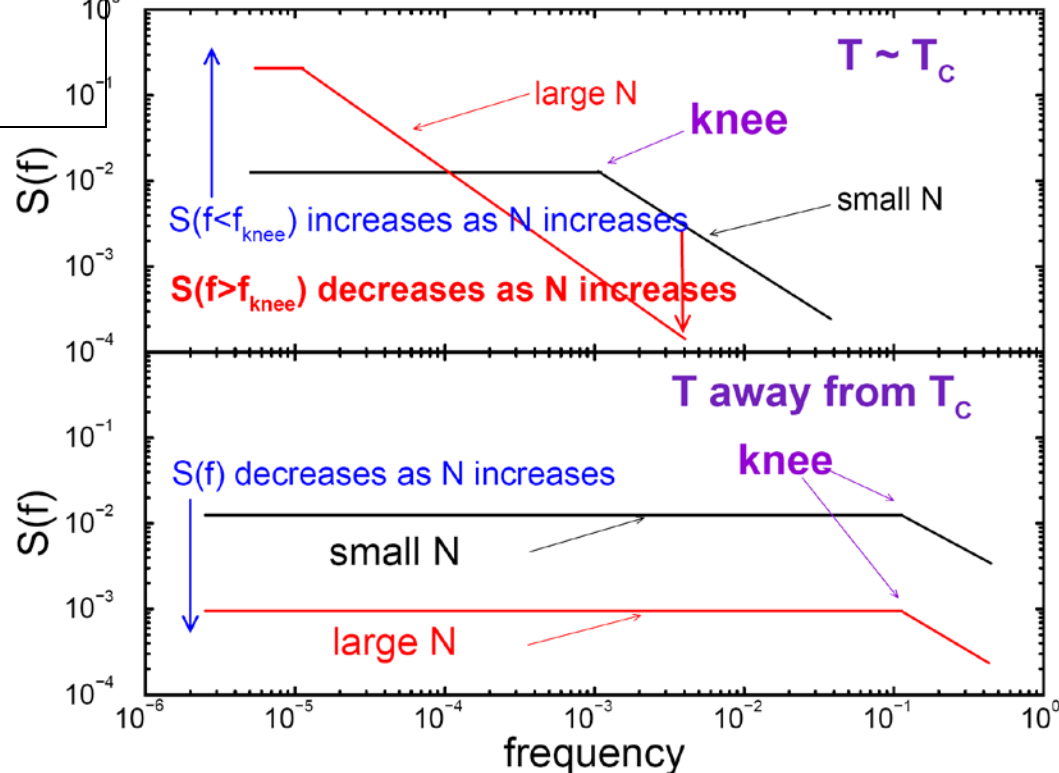 10⁰
T ~ T_C
10⁻¹
large N
knee
S(f)
10⁻²
small N
S(f<f_knee) increases as N increases
10⁻³
S(f>f_knee) decreases as N increases
10⁻⁴
T away from T_C
10⁻¹
knee
S(f) decreases as N increases
S(f)
10⁻²
small N
10⁻³
large N
10⁻⁴
10⁻⁶ 10⁻⁵ 10⁻⁴ 10⁻³ 10⁻² 10⁻¹ 10⁰
frequency